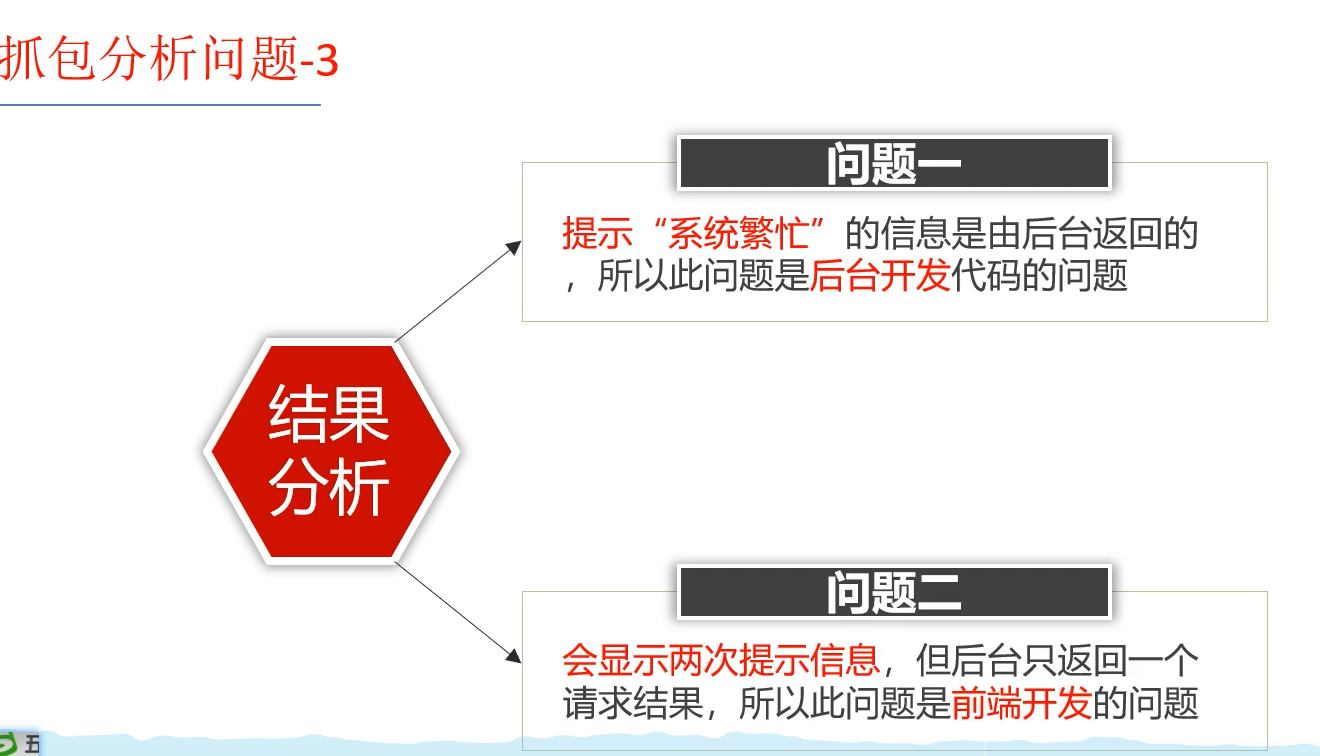 抓包分析问题-3
问题一
提示“系统繁忙”的信息是由后台返回的
，所以此问题是后台开发代码的问题
结果
分析
问题二
会显示两次提示信息，但后台只返回一个
请求结果，所以此问题是前端开发的问题
五